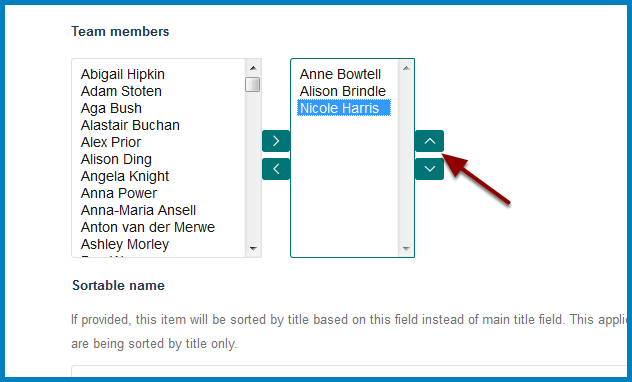 Team members
Abigail Hipkin
Adam Stoten
Aga Bush
Alastair Buchan
Alex Prior
Alison Ding
Angela Knight
Anna Power
Anna-Maria Ansell
Anton van der Merwe
Ashley Morley
Anne Bowtell
Alison Brindle
Nicole Harris
Sortable name
If provided, this item will be sorted by title based on this field instead of main title field. This applic
are being sorted by title only.